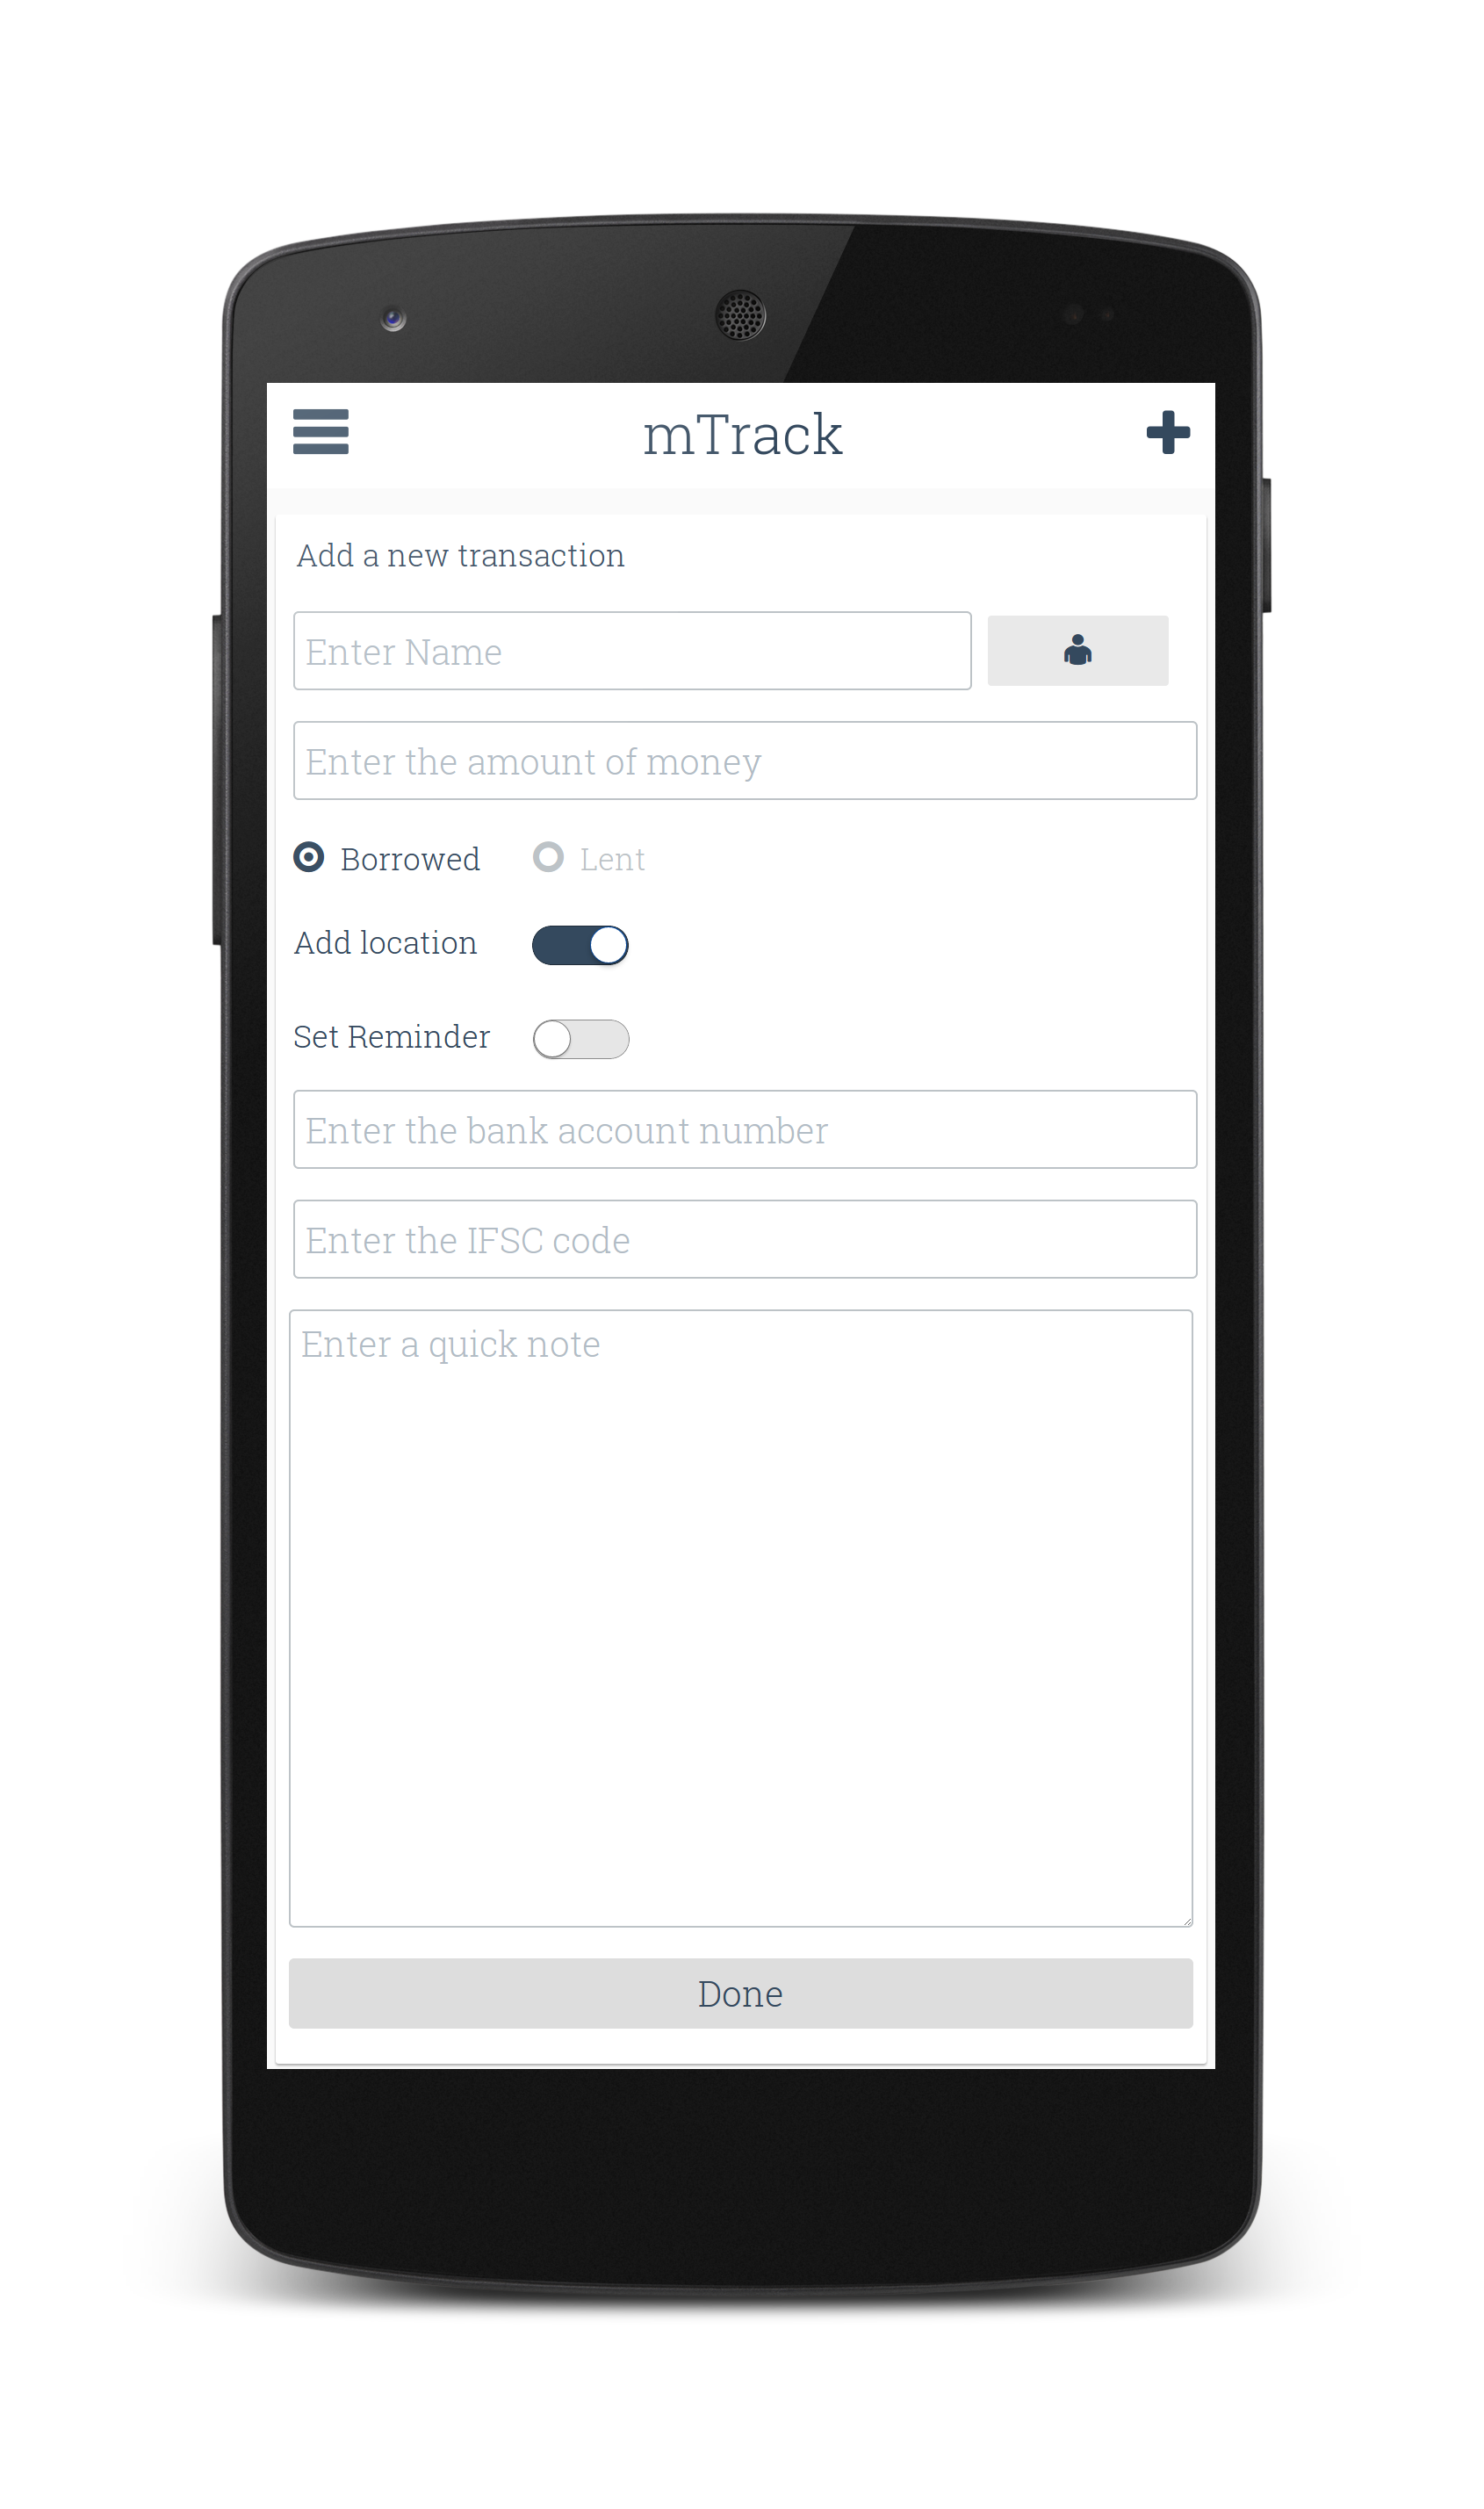 mTrack
Add a new transaction
Enter Name
Enter the amount of money
Borrowed Lent
Add location
Set Reminder
Enter the bank account number
Enter the IFSC code
Enter a quick note
Done